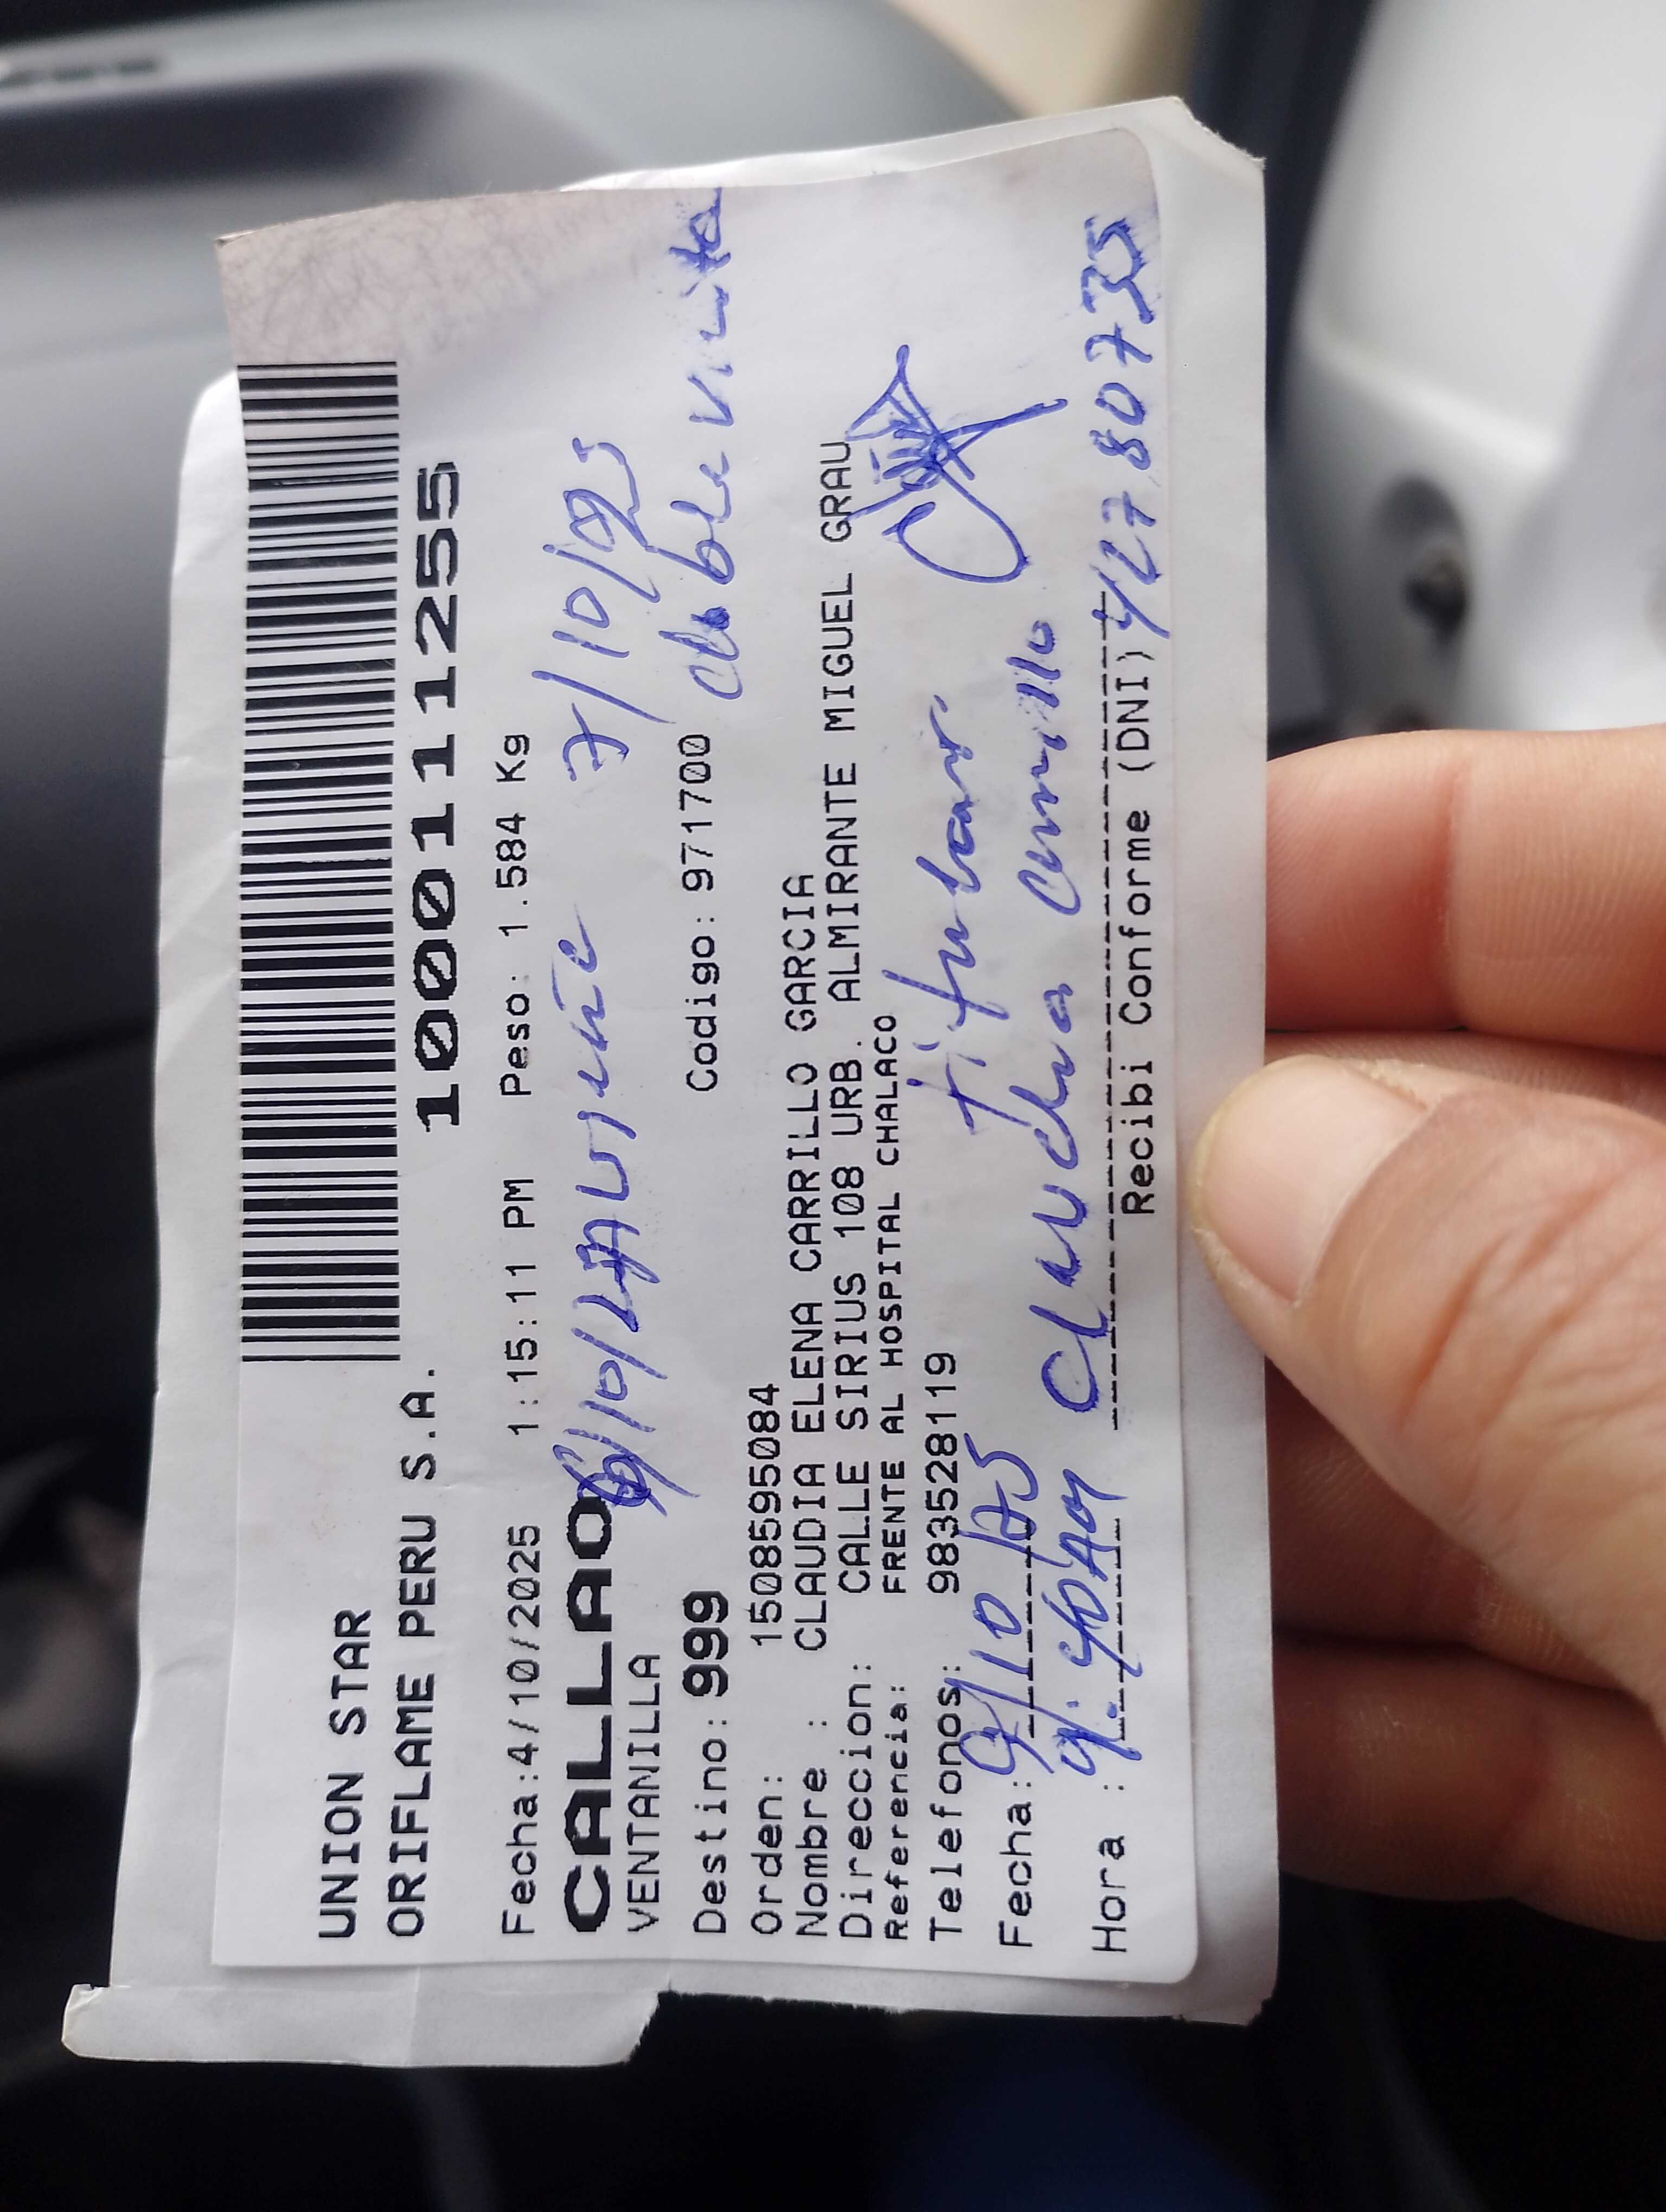 UNION STAR
ORIFLAME PERU S.A.
1000111255
Fecha:4/10/2025 1:15:11 PM Peso: 1.584 Kg
CALLAO 7/10/25
VENTANILLA
Destino: 999 Codigo: 971700 doble visita
Orden: 1508595084
Nombre : CLAUDIA ELENA CARRILLO GARCIA
Direccion: CALLE SIRIUS 108 URB. ALMIRANTE MIGUEL GRAU
Referencia: FRENTE AL HOSPITAL CHALACO
Telefonos: 983528119 titular.
Fecha: 9/10/25 Claudia Carrillo
Hora :
Recibi Conforme (DNI) 42780735